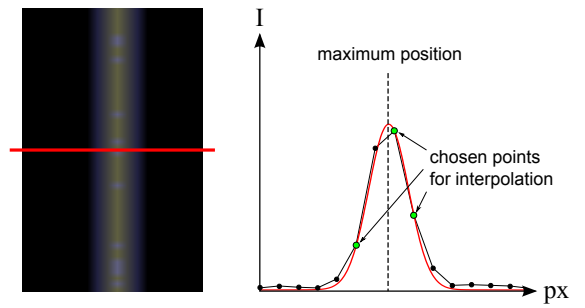 I
maximum position
chosen points
for interpolation
px